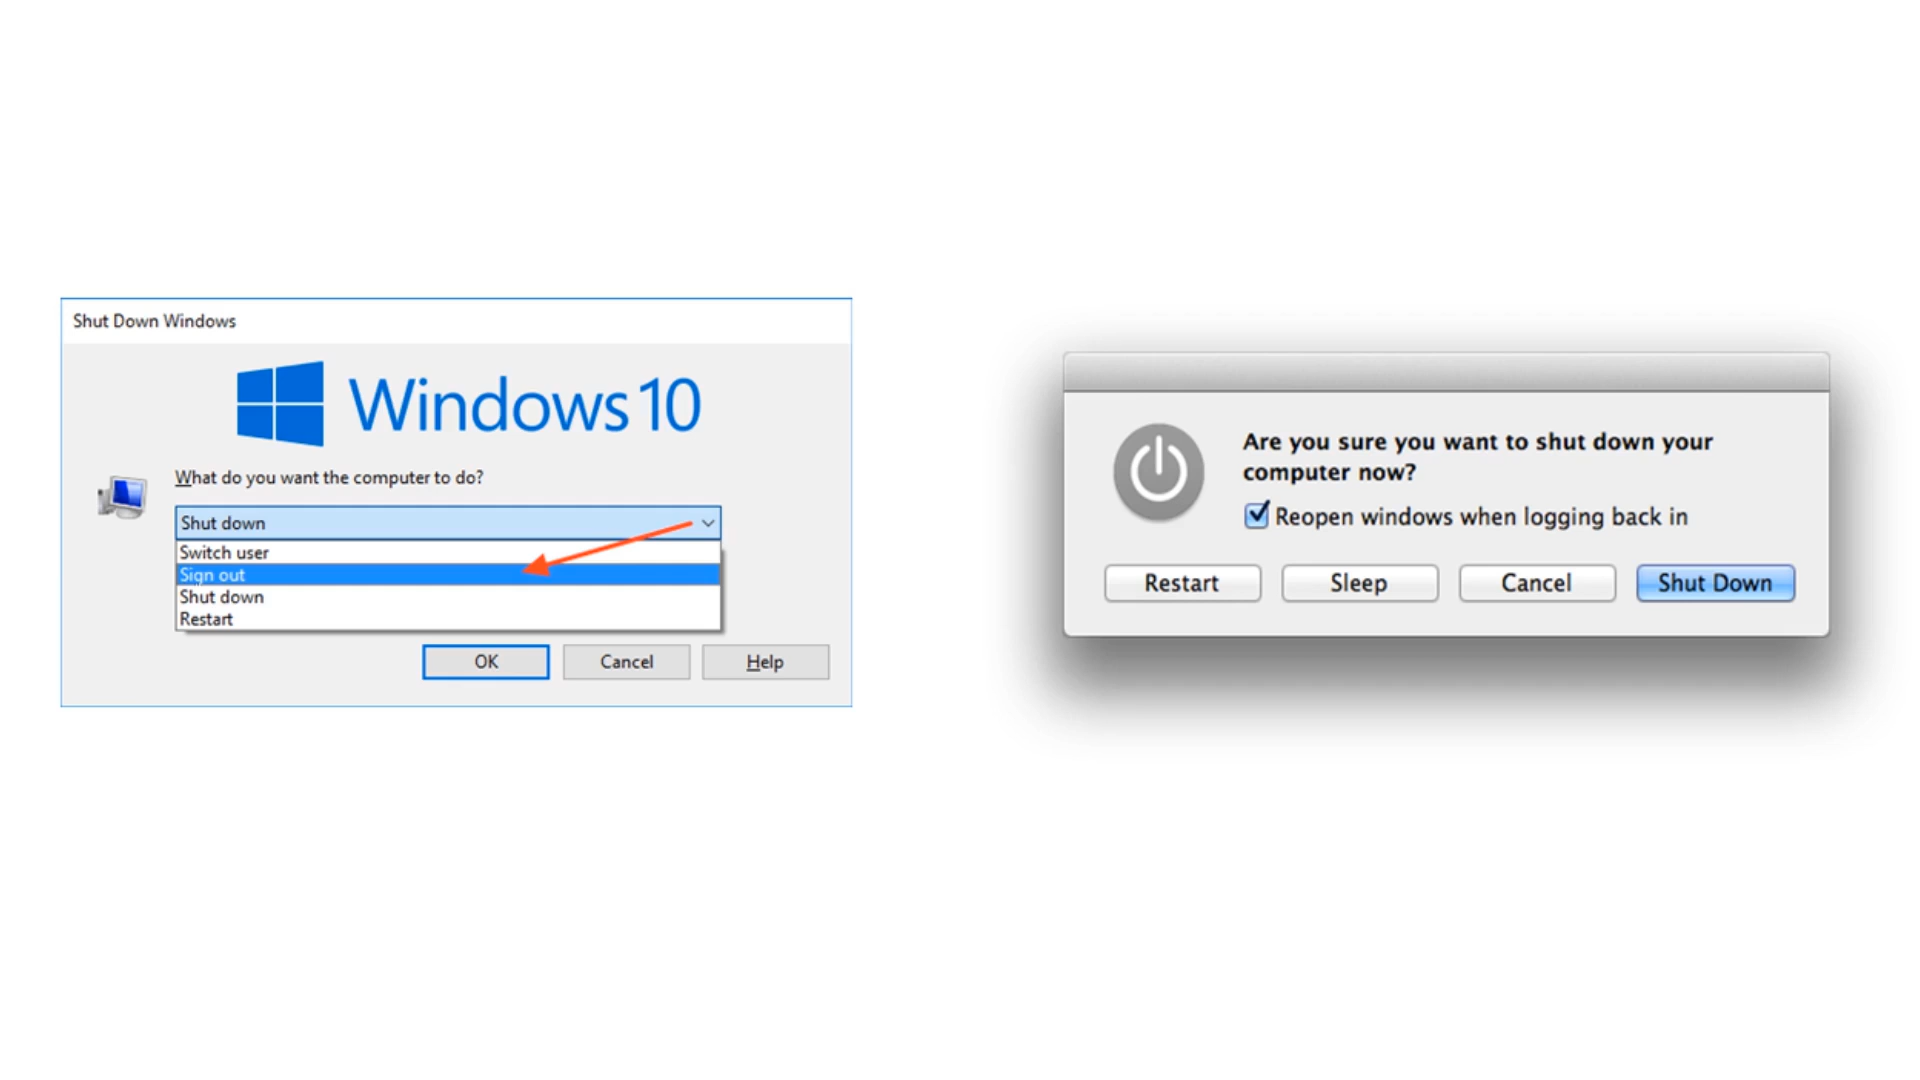 Shut Down Windows
Windows 10
What do you want the computer to do?
Shut down
Switch user
Sign out
Shut down
Restart
OK Cancel Help
Are you sure you want to shut down your
computer now?
Reopen windows when logging back in
Restart Sleep Cancel Shut Down